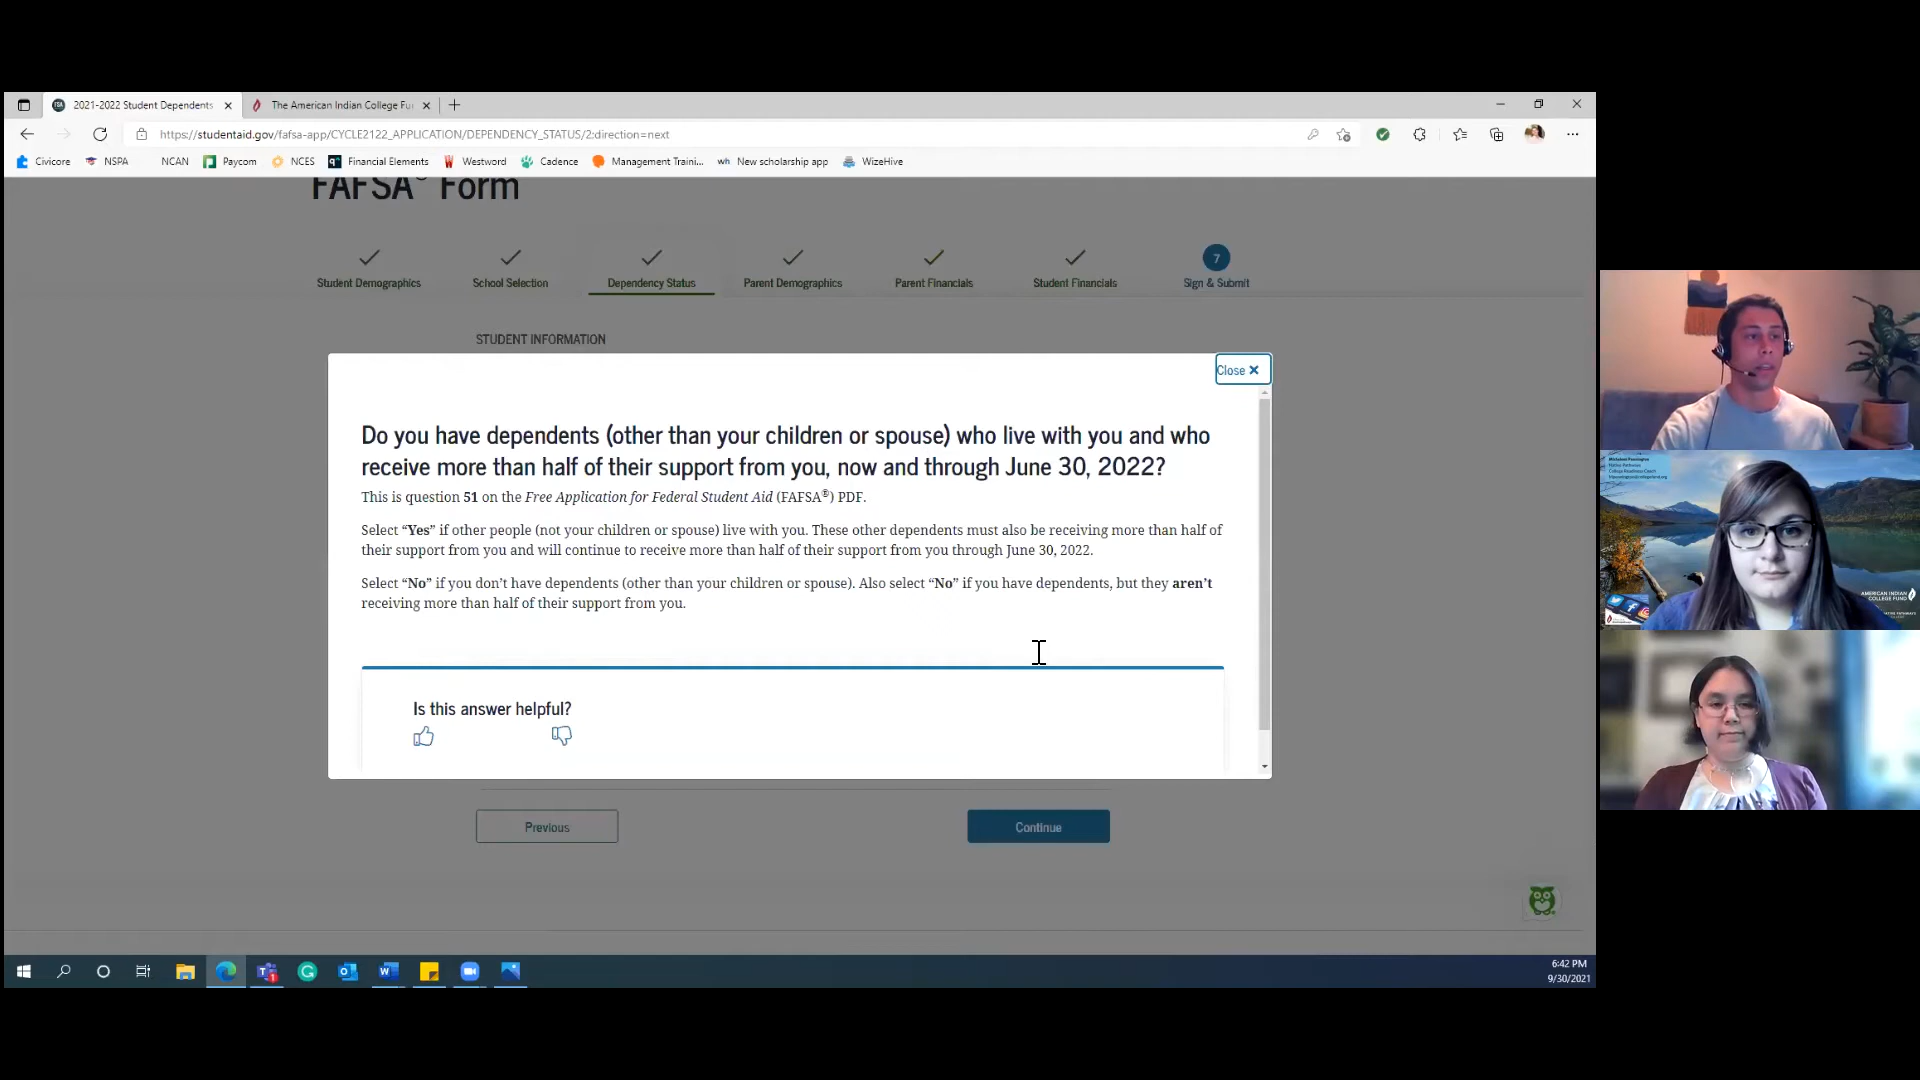 2021-2022 Student Dependents
The American Indian College Fu
https://studentaid.gov/fafsa-app/CYCLE2122_APPLICATION/DEPENDENCY_STATUS/2;direction=next
Civicore NSPA NCAN Paycom NCES Financial Elements Westword Cadence Management Traini... New scholarship app WizeHive
FAFSA® Form
Student Demographics School Selection Dependency Status Parent Demographics Parent Financials Student Financials 7 Sign & Submit
STUDENT INFORMATION
Close ×
Do you have dependents (other than your children or spouse) who live with you and who
receive more than half of their support from you, now and through June 30, 2022?
This is question 51 on the Free Application for Federal Student Aid (FAFSA®) PDF.
Select “Yes” if other people (not your children or spouse) live with you. These other dependents must also be receiving more than half of
their support from you and will continue to receive more than half of their support from you through June 30, 2022.
Select “No” if you don’t have dependents (other than your children or spouse). Also select “No” if you have dependents, but they aren’t
receiving more than half of their support from you.
Is this answer helpful?
Previous
Continue
6:42 PM
9/30/2021
College Readiness Coach
AMERICAN INDIAN
COLLEGE FUND